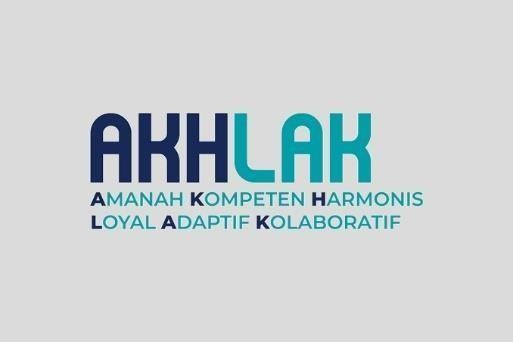 AKHLAK
AMANAH KOMPETEN HARMONIS
LOYAL ADAPTIF KOLABORATIF